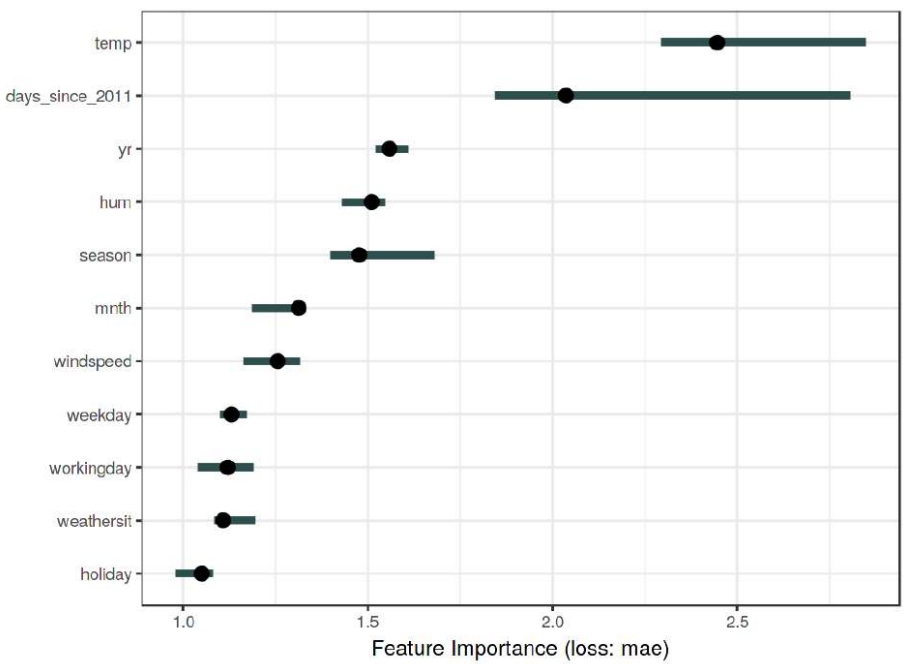 temp
days_since_2011
yr
hum
season
mnth
windspeed
weekday
workingday
weathersit
holiday
1.0 1.5 2.0 2.5
Feature Importance (loss: mae)